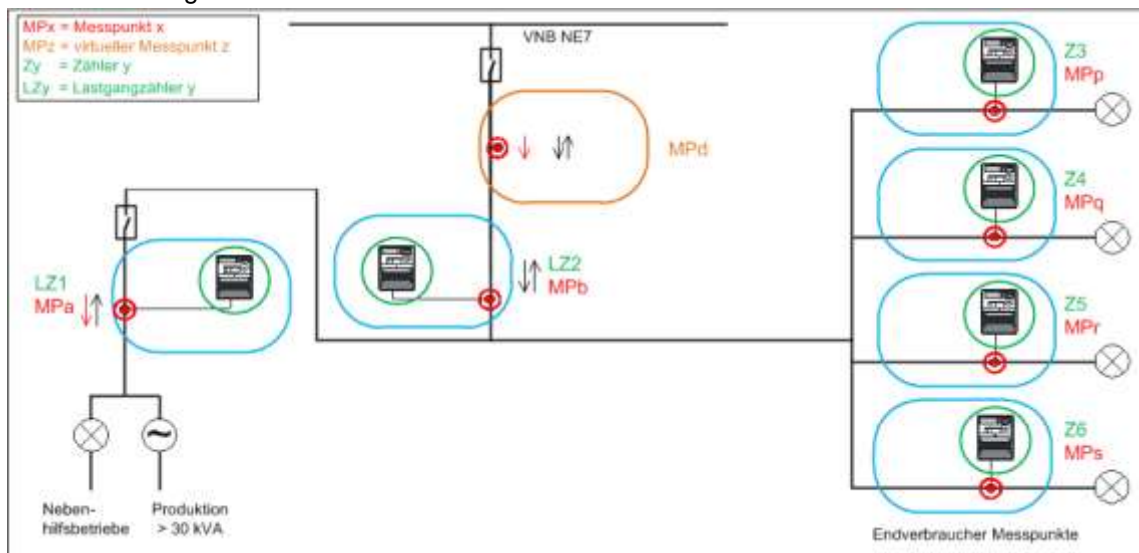 MPx = Messpunkt x
MPz = virtueller Messpunkt z
Zy = Zähler y
LZy = Lastgangzähler y
VNB NE7
MPd
LZ1
MPa
LZ2
MPb
Z3
MPp
Z4
MPq
Z5
MPr
Z6
MPs
Neben-
hilfsbetriebe
Produktion
> 30 kVA
Endverbraucher Messpunkte